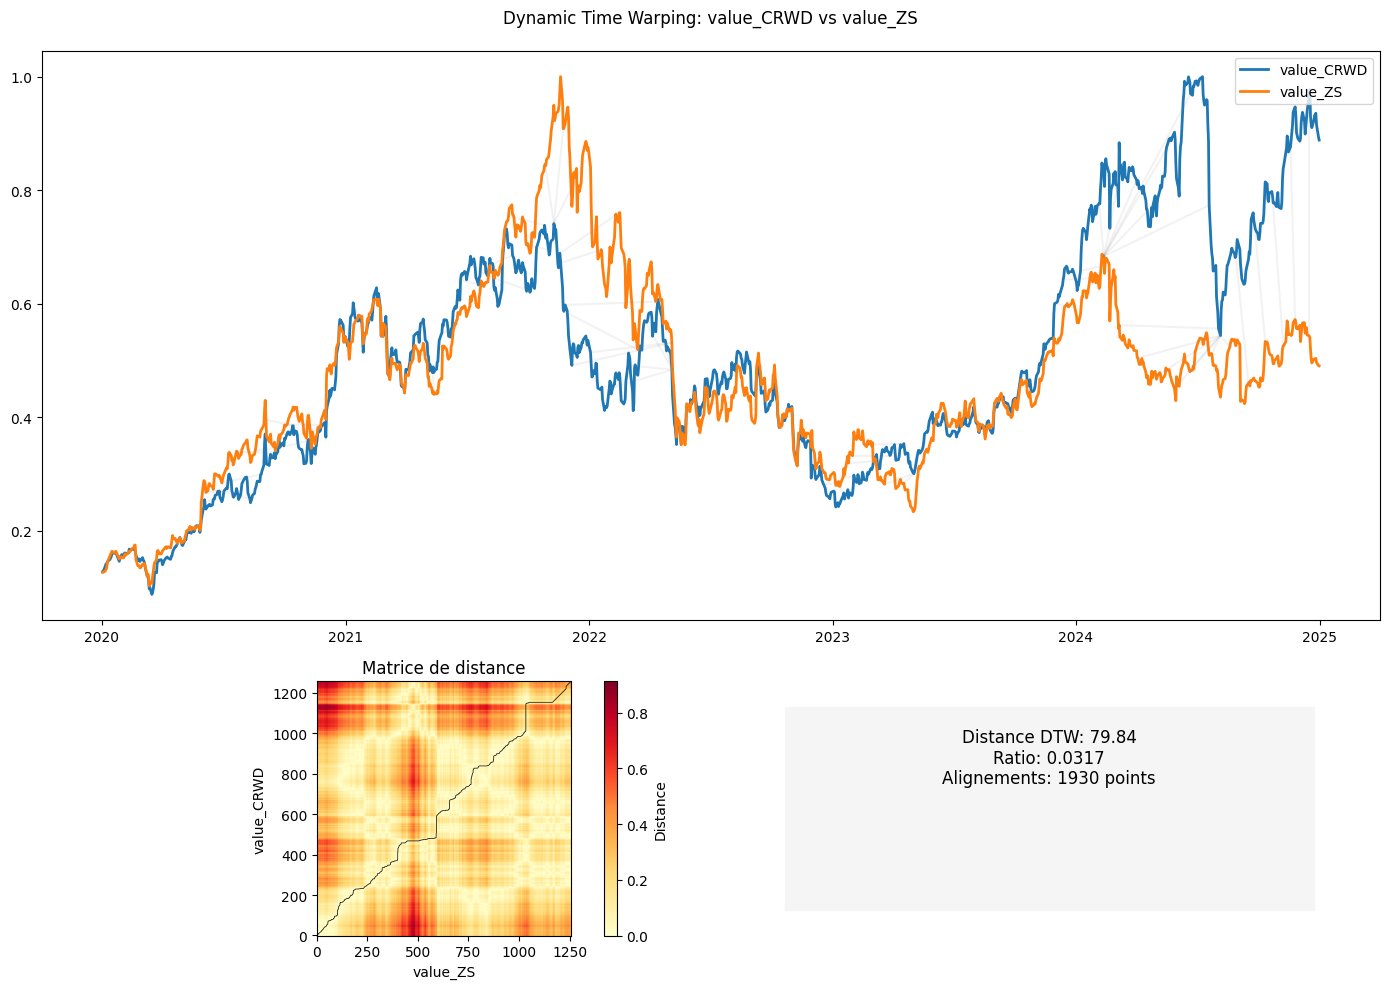 Dynamic Time Warping: value_CRWD vs value_ZS
value_CRWD
value_ZS
1.0
0.8
0.6
0.4
0.2
2020 2021 2022 2023 2024 2025
Matrice de distance
1200
1000
800
600
400
200
0
value_CRWD
0 250 500 750 1000 1250
value_ZS
0.8
0.6
0.4
0.2
0.0
Distance
Distance DTW: 79.84
Ratio: 0.0317
Alignements: 1930 points